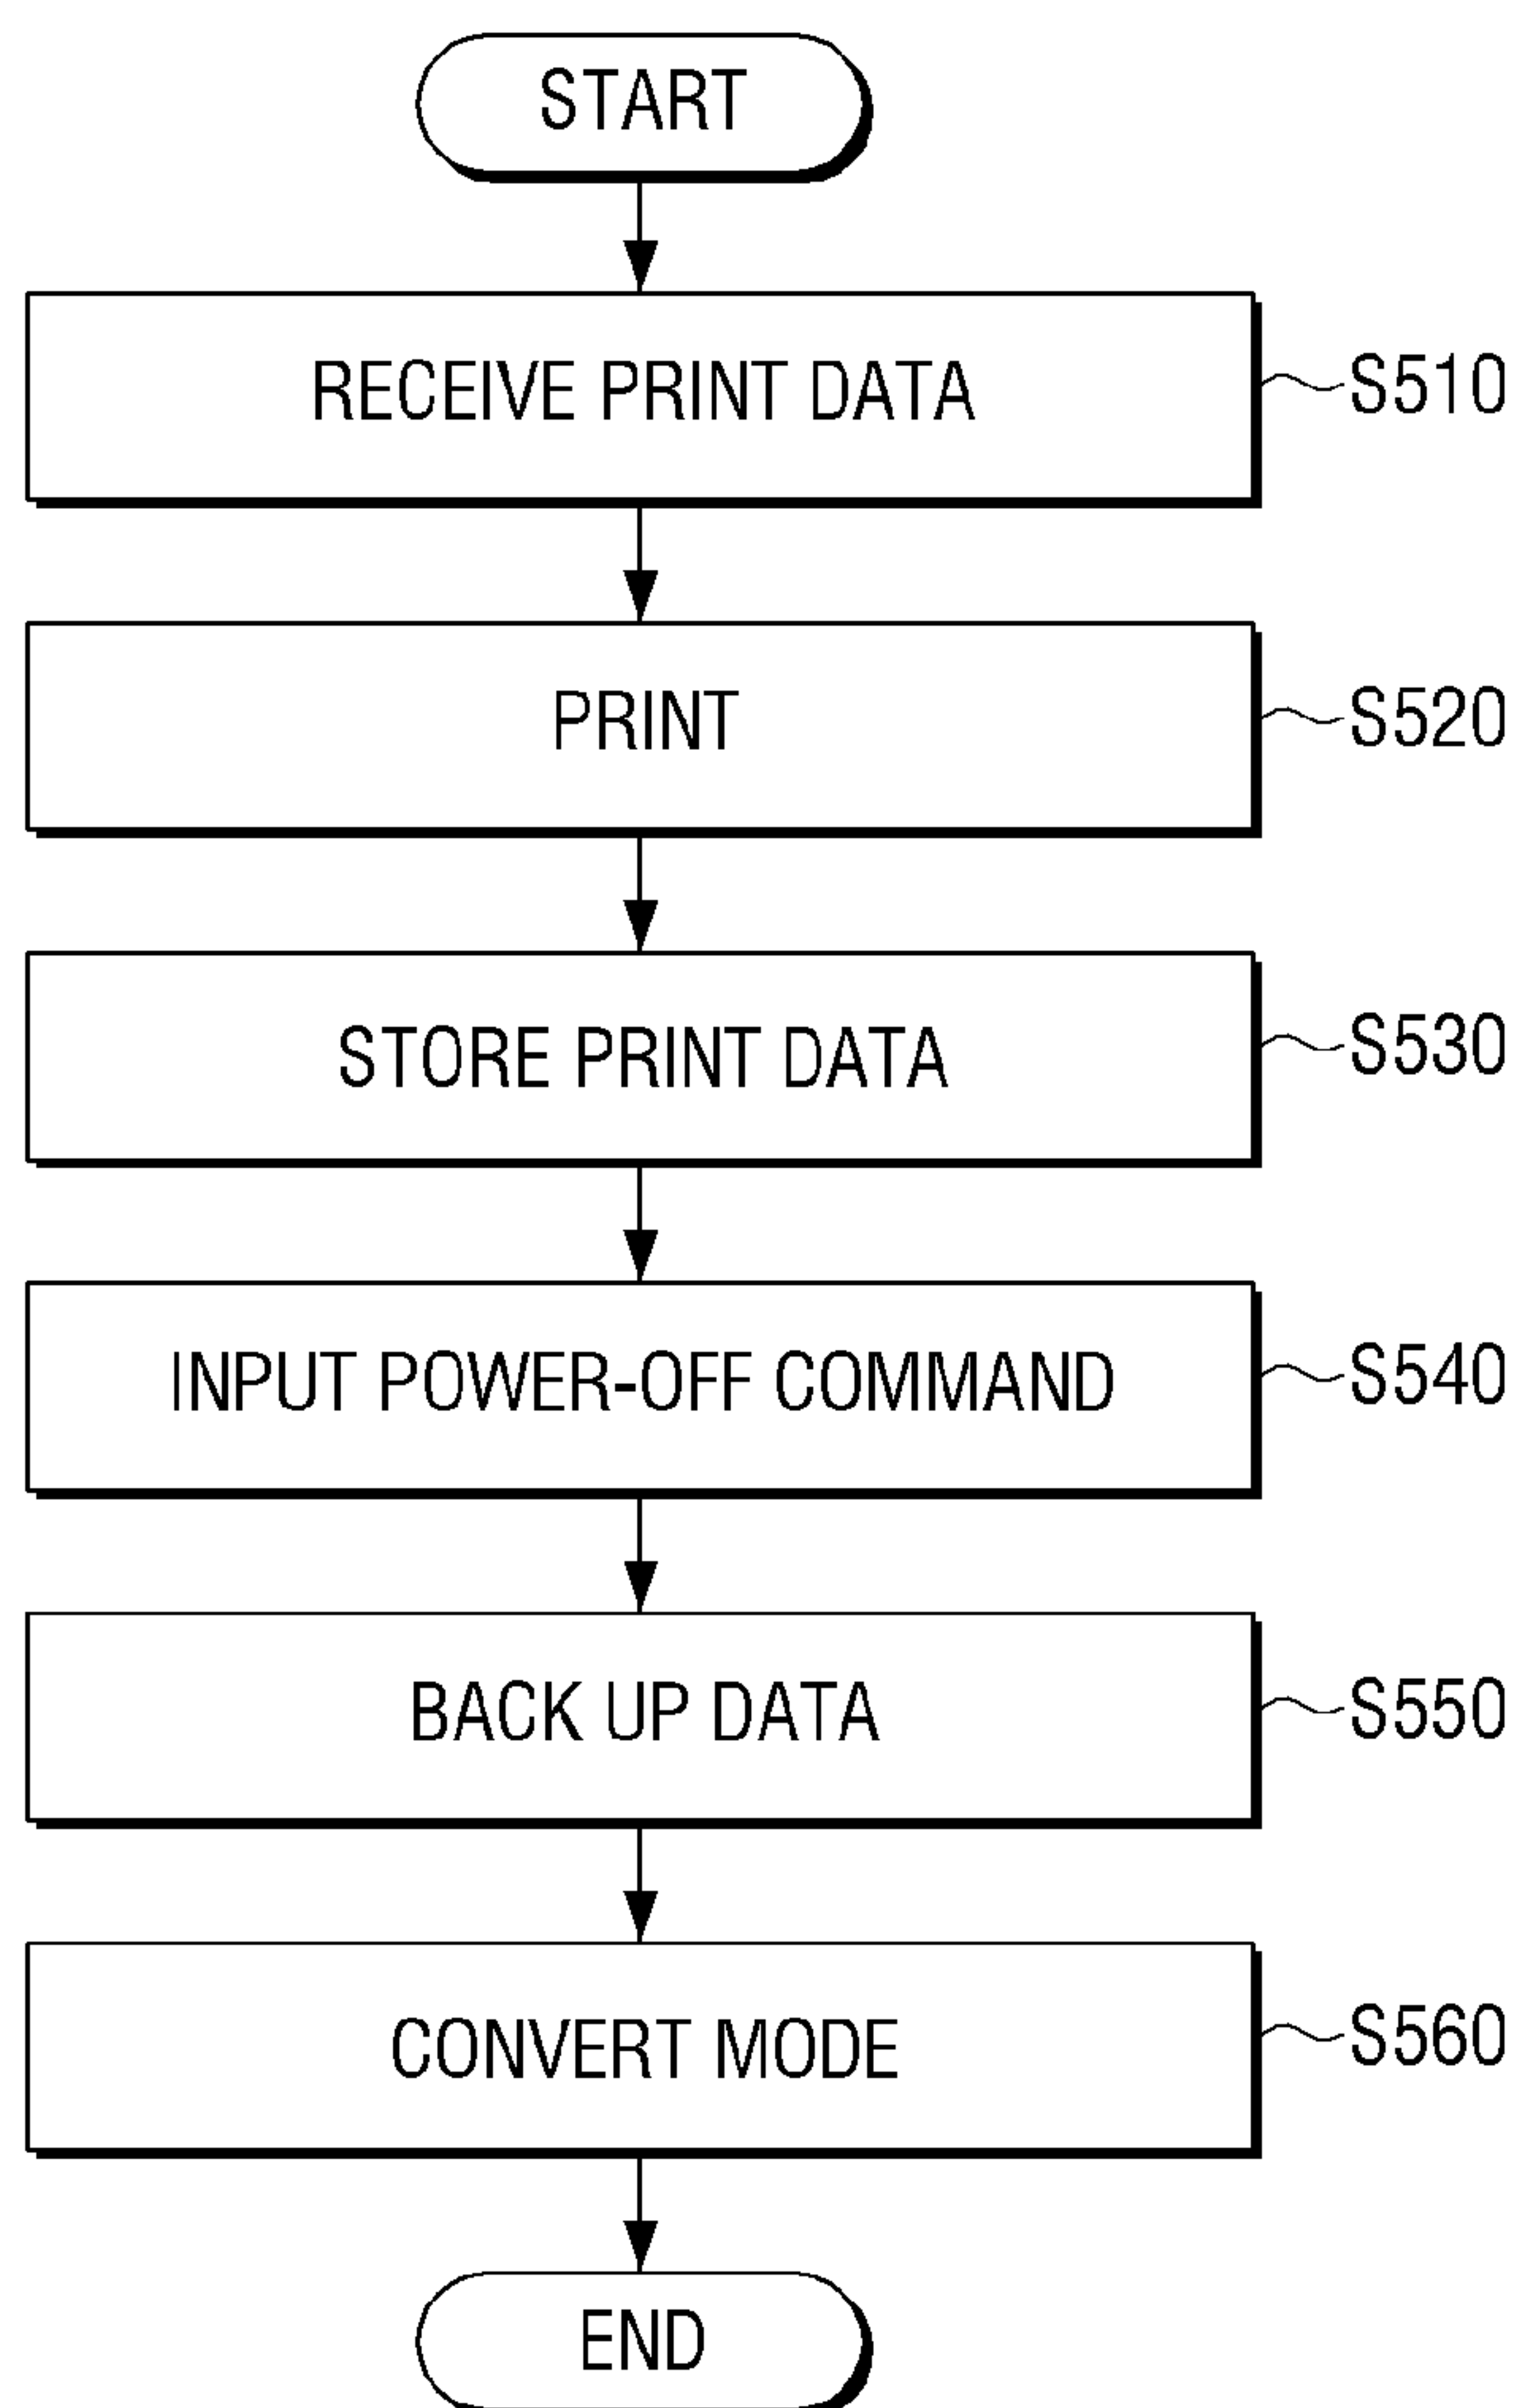 START
RECEIVE PRINT DATA
S510
PRINT
S520
STORE PRINT DATA
S530
INPUT POWER-OFF COMMAND
S540
BACK UP DATA
S550
CONVERT MODE
S560
END